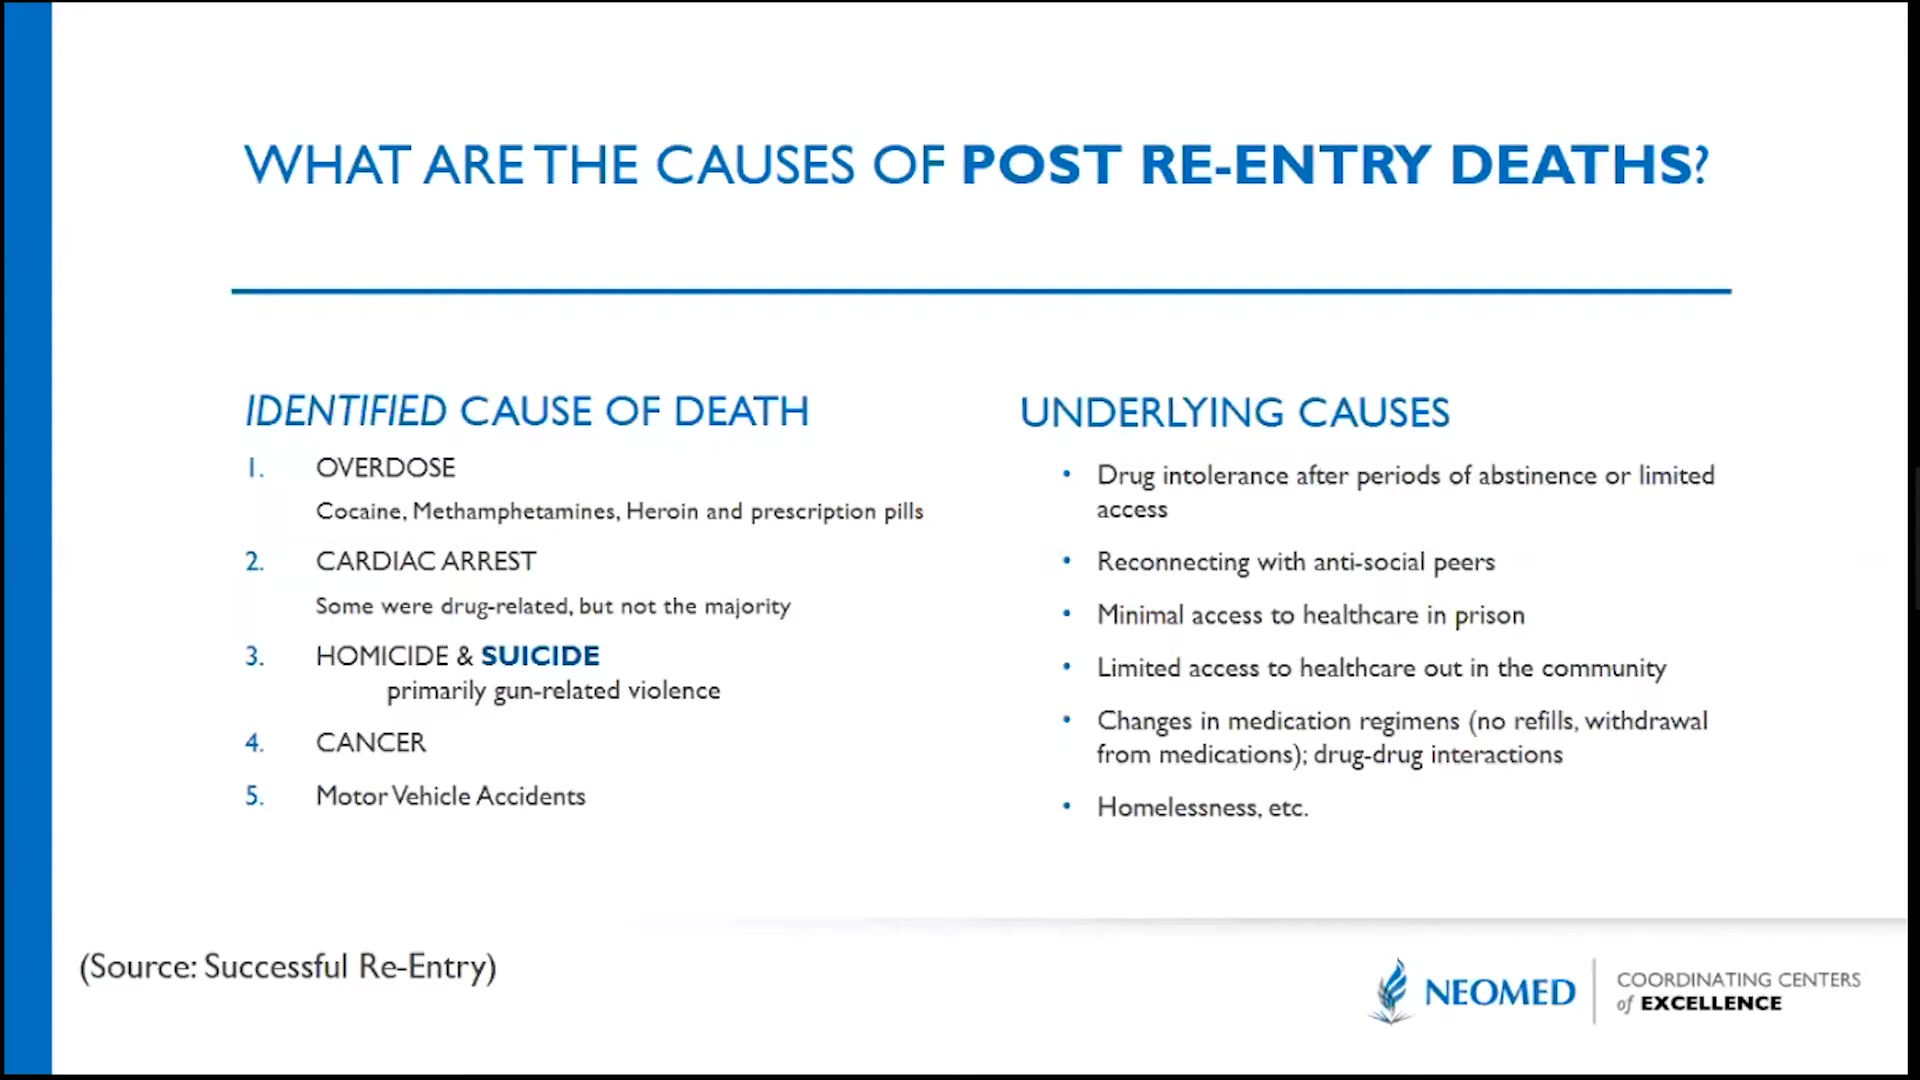 WHAT ARE THE CAUSES OF POST RE-ENTRY DEATHS?
IDENTIFIED CAUSE OF DEATH
1. OVERDOSE
Cocaine, Methamphetamines, Heroin and prescription pills
2. CARDIAC ARREST
Some were drug-related, but not the majority
3. HOMICIDE & SUICIDE
primarily gun-related violence
4. CANCER
5. Motor Vehicle Accidents
UNDERLYING CAUSES
• Drug intolerance after periods of abstinence or limited
access
• Reconnecting with anti-social peers
• Minimal access to healthcare in prison
• Limited access to healthcare out in the community
• Changes in medication regimens (no refills, withdrawal
from medications); drug-drug interactions
• Homelessness, etc.
(Source: Successful Re-Entry)
NEOMED
COORDINATING CENTERS
of EXCELLENCE